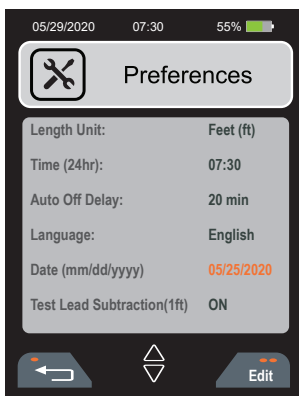 05/29/2020 07:30 55%
Preferences
Length Unit: Feet (ft)
Time (24hr): 07:30
Auto Off Delay: 20 min
Language: English
Date (mm/dd/yyyy) 05/25/2020
Test Lead Subtraction(1ft) ON
Edit